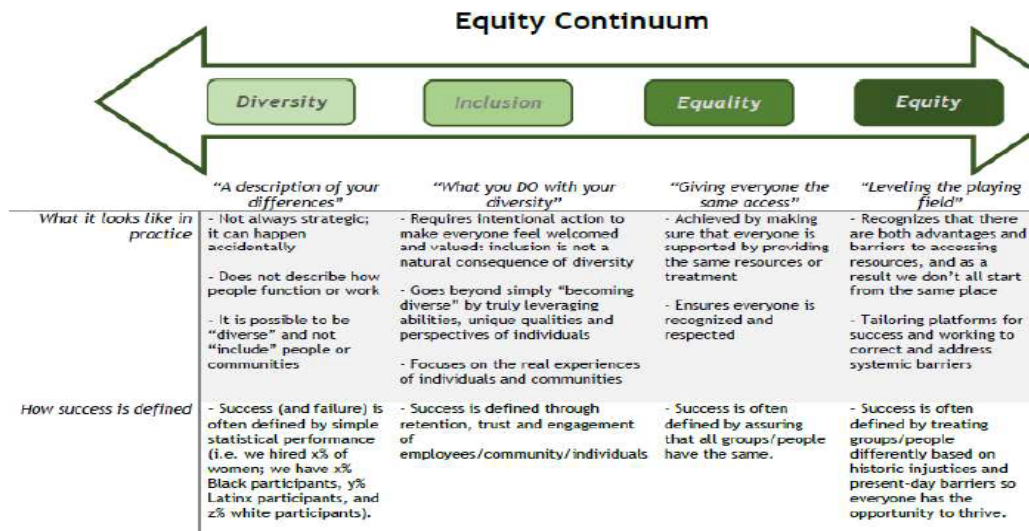 Equity Continuum
Diversity
Inclusion
Equality
Equity
"A description of your
differences"
"What you DO with your
diversity"
"Giving everyone the
same access"
"Leveling the playing
field"
What it looks like in
practice
- Not always strategic;
it can happen
accidentally
- Does not describe how
people function or work
- It is possible to be
"diverse" and not
"include" people or
communities
- Requires intentional action to
make everyone feel welcomed
and valued; inclusion is not a
natural consequence of diversity
- Goes beyond simply "becoming
diverse" by truly leveraging
abilities, unique qualities and
perspectives of individuals
- Focuses on the real experiences
of individuals and communities
- Achieved by making
sure that everyone is
supported by providing
the same resources or
treatment
- Ensures everyone is
recognized and
respected
- Recognizes that there
are both advantages and
barriers to accessing
resources, and as a
result we don't all start
from the same place
- Tailoring platforms for
success and working to
correct and address
systemic barriers
How success is defined
- Success (and failure) is
often defined by simple
statistical performance
(i.e. we hired x% of
women; we have x%
Black participants, y%
Latinx participants, and
z% white participants).
- Success is defined through
retention, trust and engagement
of
employees/community/individuals
- Success is often
defined by assuring
that all groups/people
have the same.
- Success is often
defined by treating
groups/people
differently based on
historic injustices and
present-day barriers so
everyone has the
opportunity to thrive.